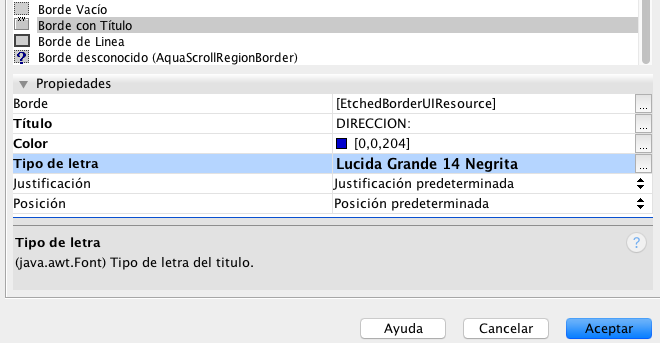 Borde Vacío
XY
Borde con Título
Borde de Linea
? Borde desconocido (AquaScrollRegionBorder)
Propiedades
Borde [EtchedBorderUIResource] ...
Título DIRECCION: ...
Color [0,0,204] ...
Tipo de letra Lucida Grande 14 Negrita ...
Justificación Justificación predeterminada
Posición Posición predeterminada
Tipo de letra ?
(java.awt.Font) Tipo de letra del titulo.
Ayuda Cancelar Aceptar